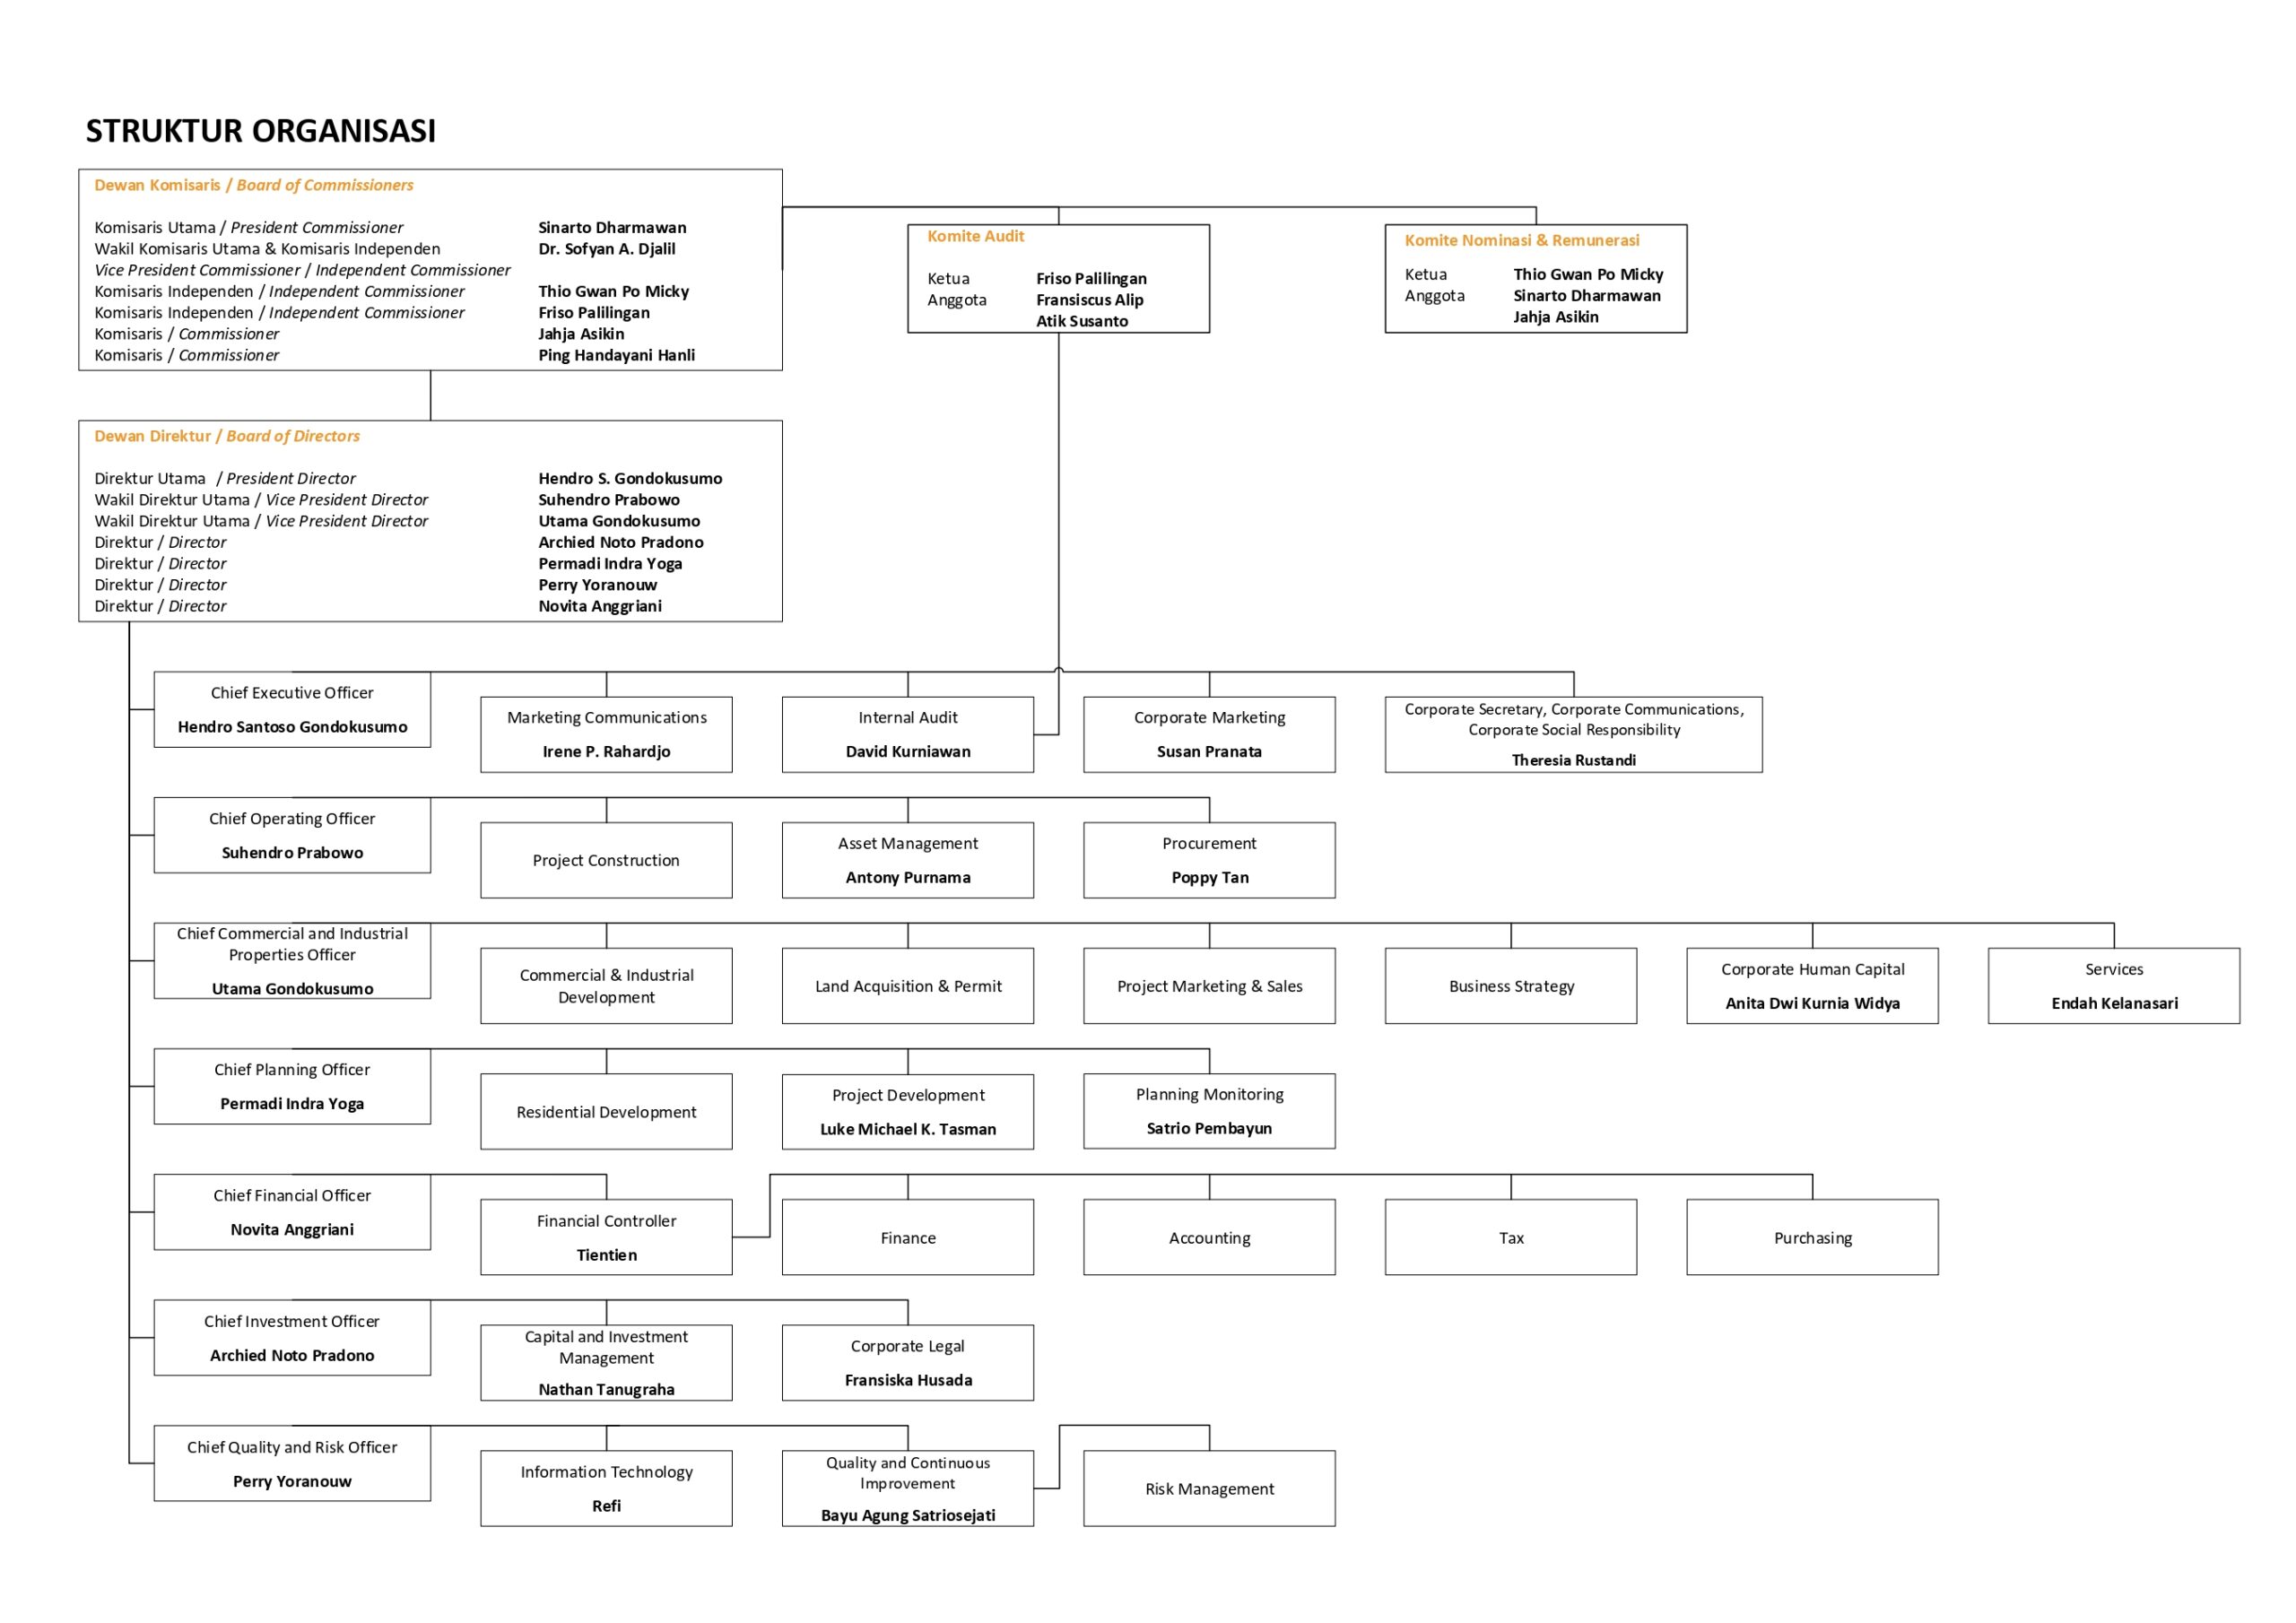 STRUKTUR ORGANISASI
Dewan Komisaris / Board of Commissioners
Komisaris Utama / President Commissioner Sinarto Dharmawan
Wakil Komisaris Utama & Komisaris Independen Dr. Sofyan A. Djalil
Vice President Commissioner / Independent Commissioner
Komisaris Independen / Independent Commissioner Thio Gwan Po Micky
Komisaris Independen / Independent Commissioner Friso Palilingan
Komisaris / Commissioner Jahja Asikin
Komisaris / Commissioner Ping Handayani Hanli
Komite Audit
Ketua Friso Palilingan
Anggota Fransiscus Alip
Atik Susanto
Komite Nominasi & Remunerasi
Ketua Thio Gwan Po Micky
Anggota Sinarto Dharmawan
Jahja Asikin
Dewan Direktur / Board of Directors
Direktur Utama / President Director Hendro S. Gondokusumo
Wakil Direktur Utama / Vice President Director Suhendro Prabowo
Wakil Direktur Utama / Vice President Director Utama Gondokusumo
Direktur / Director Archied Noto Pradono
Direktur / Director Permadi Indra Yoga
Direktur / Director Perry Yoranouw
Direktur / Director Novita Anggriani
Chief Executive Officer
Hendro Santoso Gondokusumo
Marketing Communications
Irene P. Rahardjo
Internal Audit
David Kurniawan
Corporate Marketing
Susan Pranata
Corporate Secretary, Corporate Communications,
Corporate Social Responsibility
Theresia Rustandi
Chief Operating Officer
Suhendro Prabowo
Project Construction
Asset Management
Antony Purnama
Procurement
Poppy Tan
Chief Commercial and Industrial
Properties Officer
Utama Gondokusumo
Commercial & Industrial
Development
Land Acquisition & Permit
Project Marketing & Sales
Business Strategy
Corporate Human Capital
Anita Dwi Kurnia Widya
Services
Endah Kelanasari
Chief Planning Officer
Permadi Indra Yoga
Residential Development
Project Development
Luke Michael K. Tasman
Planning Monitoring
Satrio Pembayun
Chief Financial Officer
Novita Anggriani
Financial Controller
Tientien
Finance
Accounting
Tax
Purchasing
Chief Investment Officer
Archied Noto Pradono
Capital and Investment
Management
Nathan Tanugraha
Corporate Legal
Fransiska Husada
Chief Quality and Risk Officer
Perry Yoranouw
Information Technology
Refi
Quality and Continuous
Improvement
Bayu Agung Satriosejati
Risk Management